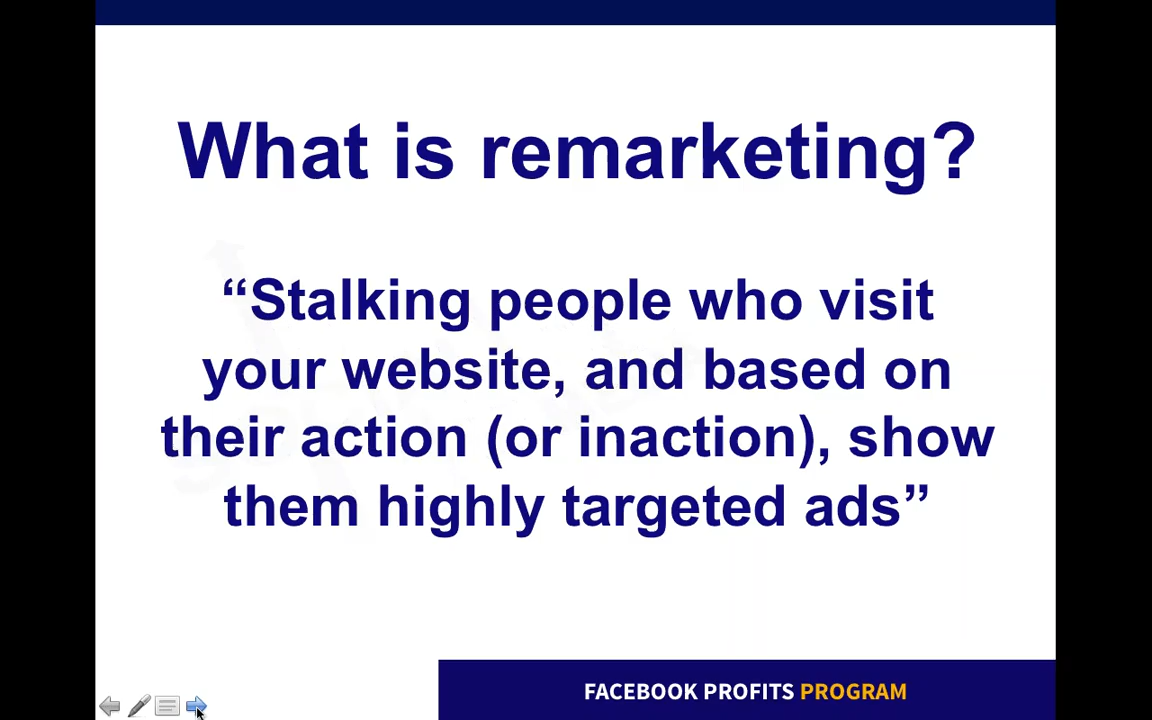 What is remarketing?
“Stalking people who visit
your website, and based on
their action (or inaction), show
them highly targeted ads”
FACEBOOK PROFITS PROGRAM